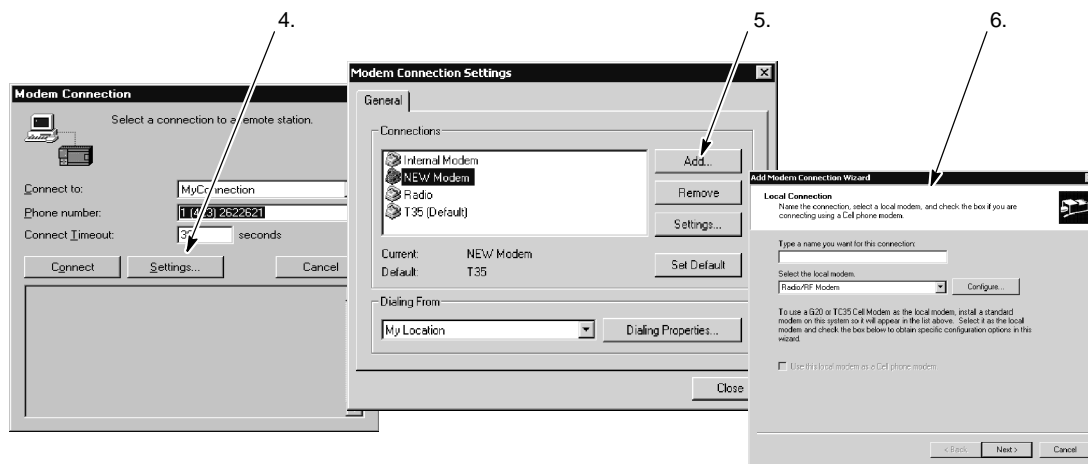 4.
5.
6.
Modem Connection
Select a connection to a remote station.
Connect to:
MyConnection
Phone number:
Connect Timeout:
seconds
Connect
Settings...
Cancel
Modem Connection Settings
General
Connections
Internal Modem
NEW Modem
Radio
T35 (Default)
Add...
Remove
Settings...
Set Default
Current: NEW Modem
Default: T35
Dialing From
My Location
Dialing Properties...
Close
Add Modem Connection Wizard
Local Connection
Name the connection, select a local modem, and check the box if you are
connecting using a Cell phone modem.
Type a name you want for this connection:
Select the local modem.
Radio/RF Modem
Configure...
To use a G20 or TC35 Cell Modem as the local modem, install a standard
modem on this system so it will appear in the list above. Select it as the local
modem and check the box below to obtain specific configuration options in this
wizard.
Use this local modem as a Cell phone modem
< Back
Next >
Cancel